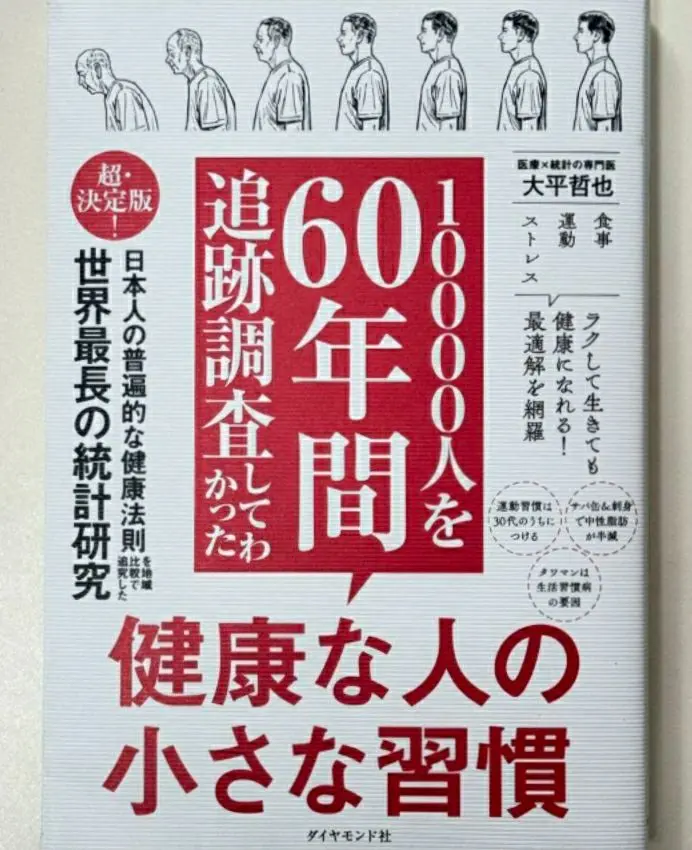 医療×統計の専門医
大平哲也
食事
運動
ストレス
ラクして生きても
健康になれる！
最適解を網羅
運動習慣は
30代のうちに
つける
サバ缶&刺身
で中性脂肪
が半減
タワマンは
生活習慣病
の要因
10000人を
60年間
追跡調査してわかった
超・
決定版！
日本人の普遍的な健康法則を地域比較で追究した
世界最長の統計研究
健康な人の
小さな習慣
ダイヤモンド社